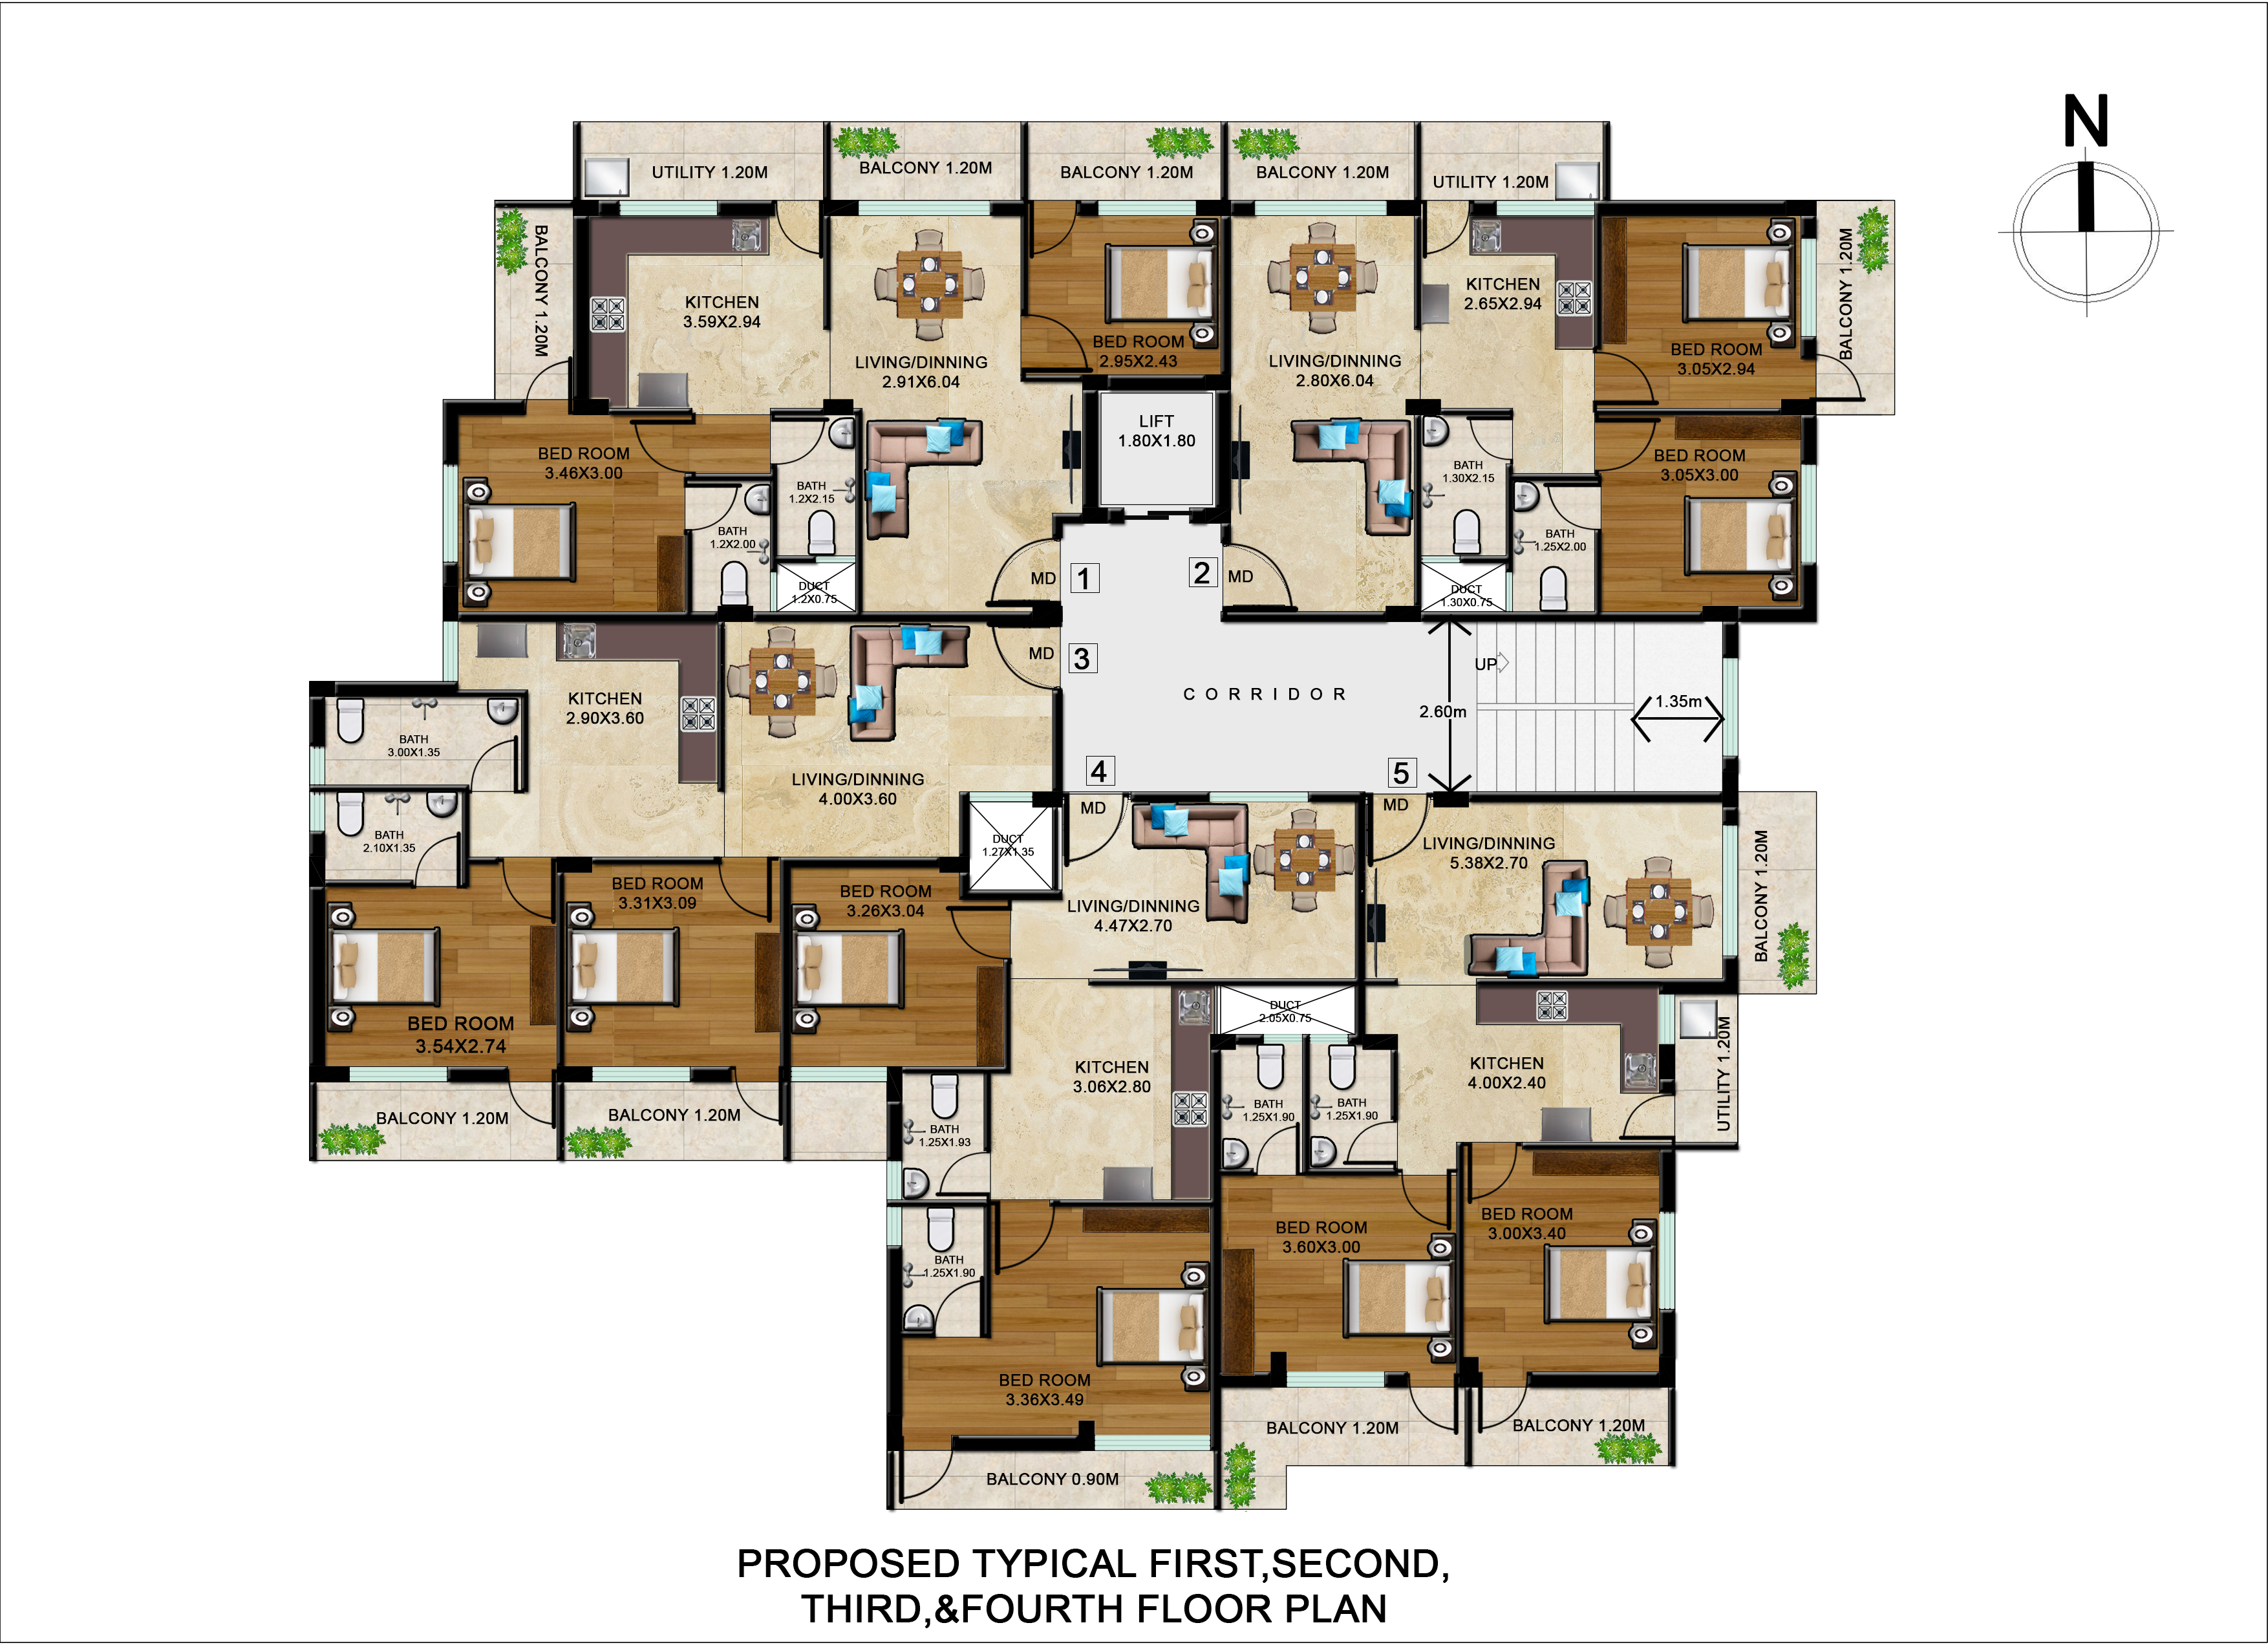 N
UTILITY 1.20M
BALCONY 1.20M
BALCONY 1.20M
BALCONY 1.20M
UTILITY 1.20M
BALCONY 1.20M
BALCONY 1.20M
KITCHEN
3.59X2.94
LIVING/DINNING
2.91X6.04
BED ROOM
2.95X2.43
LIVING/DINNING
2.80X6.04
KITCHEN
2.65X2.94
BED ROOM
3.05X2.94
LIFT
1.80X1.80
BED ROOM
3.46X3.00
BATH
1.2X2.15
BATH
1.2X2.00
DUCT
1.2X0.75
BATH
1.30X2.15
BATH
1.25X2.00
DUCT
1.30X0.75
BED ROOM
3.05X3.00
MD
1
2
MD
MD
3
UP
CORRIDOR
2.60m
1.35m
KITCHEN
2.90X3.60
BATH
3.00X1.35
LIVING/DINNING
4.00X3.60
4
5
MD
MD
BATH
2.10X1.35
DUCT
1.27X1.35
LIVING/DINNING
5.38X2.70
BALCONY 1.20M
BED ROOM
3.31X3.09
BED ROOM
3.26X3.04
LIVING/DINNING
4.47X2.70
BED ROOM
3.54X2.74
DUCT
2.05X0.75
KITCHEN
3.06X2.80
KITCHEN
4.00X2.40
UTILITY 1.20M
BALCONY 1.20M
BALCONY 1.20M
BATH
1.25X1.93
BATH
1.25X1.90
BATH
1.25X1.90
BED ROOM
3.60X3.00
BED ROOM
3.00X3.40
BATH
1.25X1.90
BED ROOM
3.36X3.49
BALCONY 1.20M
BALCONY 1.20M
BALCONY 0.90M
PROPOSED TYPICAL FIRST,SECOND,
THIRD,&FOURTH FLOOR PLAN